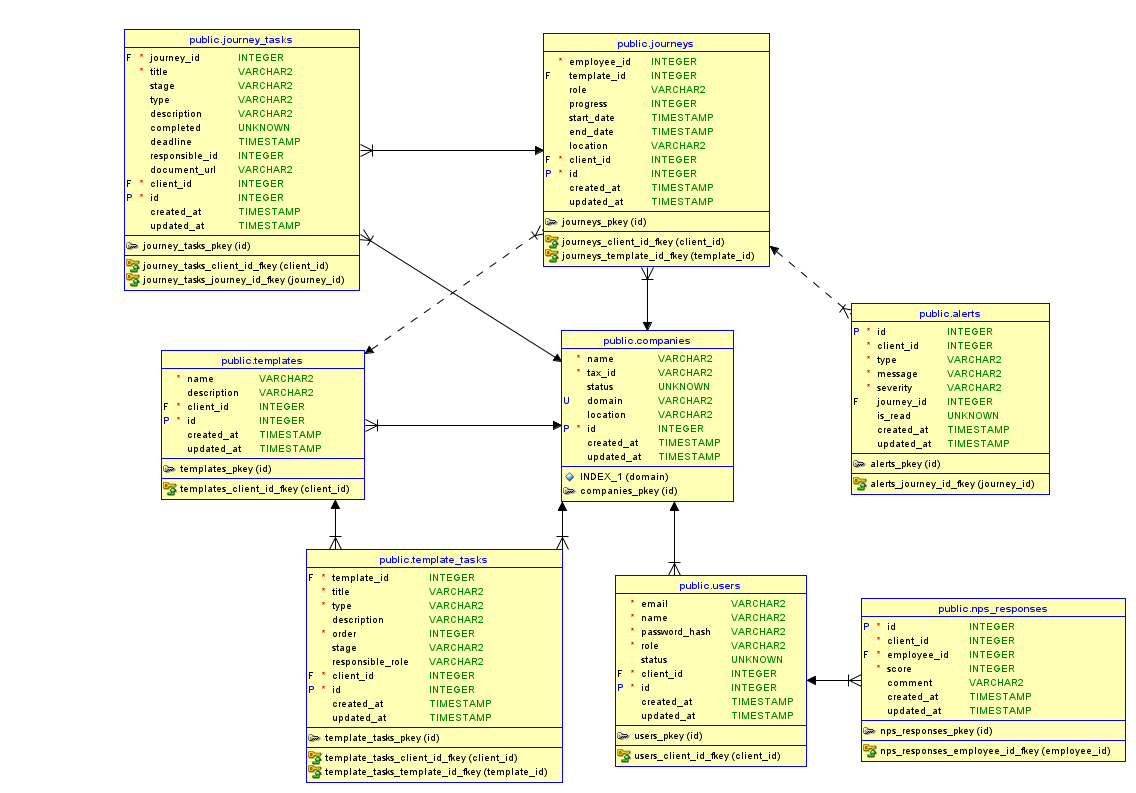 public.journey_tasks
F * journey_id INTEGER
* title VARCHAR2
stage VARCHAR2
type VARCHAR2
description VARCHAR2
completed UNKNOWN
deadline TIMESTAMP
responsible_id INTEGER
document_url VARCHAR2
F * client_id INTEGER
P * id INTEGER
created_at TIMESTAMP
updated_at TIMESTAMP
journey_tasks_pkey (id)
journey_tasks_client_id_fkey (client_id)
journey_tasks_journey_id_fkey (journey_id)
public.journeys
* employee_id INTEGER
F template_id INTEGER
role VARCHAR2
progress INTEGER
start_date TIMESTAMP
end_date TIMESTAMP
location VARCHAR2
F * client_id INTEGER
P * id INTEGER
created_at TIMESTAMP
updated_at TIMESTAMP
journeys_pkey (id)
journeys_client_id_fkey (client_id)
journeys_template_id_fkey (template_id)
public.alerts
P * id INTEGER
* client_id INTEGER
* type VARCHAR2
* message VARCHAR2
* severity VARCHAR2
F journey_id INTEGER
is_read UNKNOWN
created_at TIMESTAMP
updated_at TIMESTAMP
alerts_pkey (id)
alerts_journey_id_fkey (journey_id)
public.companies
* name VARCHAR2
* tax_id VARCHAR2
status UNKNOWN
U domain VARCHAR2
location VARCHAR2
P * id INTEGER
created_at TIMESTAMP
updated_at TIMESTAMP
INDEX_1 (domain)
companies_pkey (id)
public.templates
* name VARCHAR2
description VARCHAR2
F * client_id INTEGER
P * id INTEGER
created_at TIMESTAMP
updated_at TIMESTAMP
templates_pkey (id)
templates_client_id_fkey (client_id)
public.template_tasks
F * template_id INTEGER
* title VARCHAR2
* type VARCHAR2
description VARCHAR2
* order INTEGER
stage VARCHAR2
responsible_role VARCHAR2
F * client_id INTEGER
P * id INTEGER
created_at TIMESTAMP
updated_at TIMESTAMP
template_tasks_pkey (id)
template_tasks_client_id_fkey (client_id)
template_tasks_template_id_fkey (template_id)
public.users
* email VARCHAR2
* name VARCHAR2
* password_hash VARCHAR2
* role VARCHAR2
status UNKNOWN
F * client_id INTEGER
P * id INTEGER
created_at TIMESTAMP
updated_at TIMESTAMP
users_pkey (id)
users_client_id_fkey (client_id)
public.nps_responses
P * id INTEGER
* client_id INTEGER
F * employee_id INTEGER
* score INTEGER
comment VARCHAR2
created_at TIMESTAMP
updated_at TIMESTAMP
nps_responses_pkey (id)
nps_responses_employee_id_fkey (employee_id)